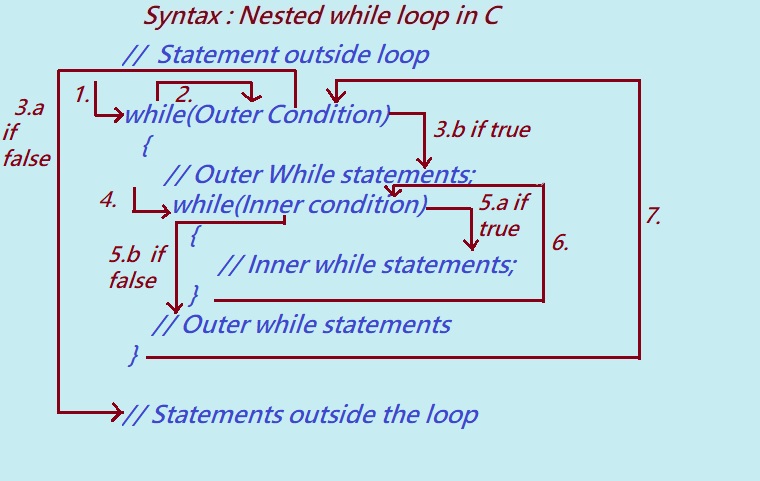 Syntax : Nested while loop in C
// Statement outside loop
3.a
if
false
1.
2.
while(Outer Condition)
3.b if true
{
// Outer While statements;
4.
while(Inner condition)
5.a if
true
{
5.b if
false
6.
7.
// Inner while statements;
}
// Outer while statements
}
// Statements outside the loop